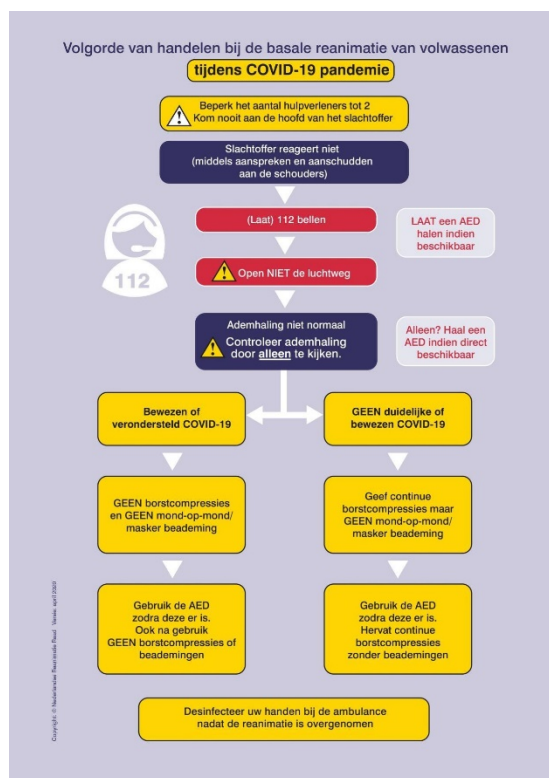 Volgorde van handelen bij de basale reanimatie van volwassenen
tijdens COVID-19 pandemie
Beperk het aantal hulpverleners tot 2
Kom nooit aan de hoofd van het slachtoffer
Slachtoffer reageert niet
(middels aanspreken en aanschudden
aan de schouders)
(Laat) 112 bellen
LAAT een AED
halen indien
beschikbaar
112
Open NIET de luchtweg
Ademhaling niet normaal
Controleer ademhaling
door alleen te kijken.
Alleen? Haal een
AED indien direct
beschikbaar
Bewezen of
verondersteld COVID-19
GEEN duidelijke of
bewezen COVID-19
GEEN borstcompressies
en GEEN mond-op-mond/
masker beademing
Geef continue
borstcompressies maar
GEEN mond-op-mond/
masker beademing
Gebruik de AED
zodra deze er is.
Ook na gebruik
GEEN borstcompressies of
beademingen
Gebruik de AED
zodra deze er is.
Hervat continue
borstcompressies
zonder beademingen
Desinfecteer uw handen bij de ambulance
nadat de reanimatie is overgenomen
Copyright: © Nederlandse Reanimatie Raad Versie: april 2020